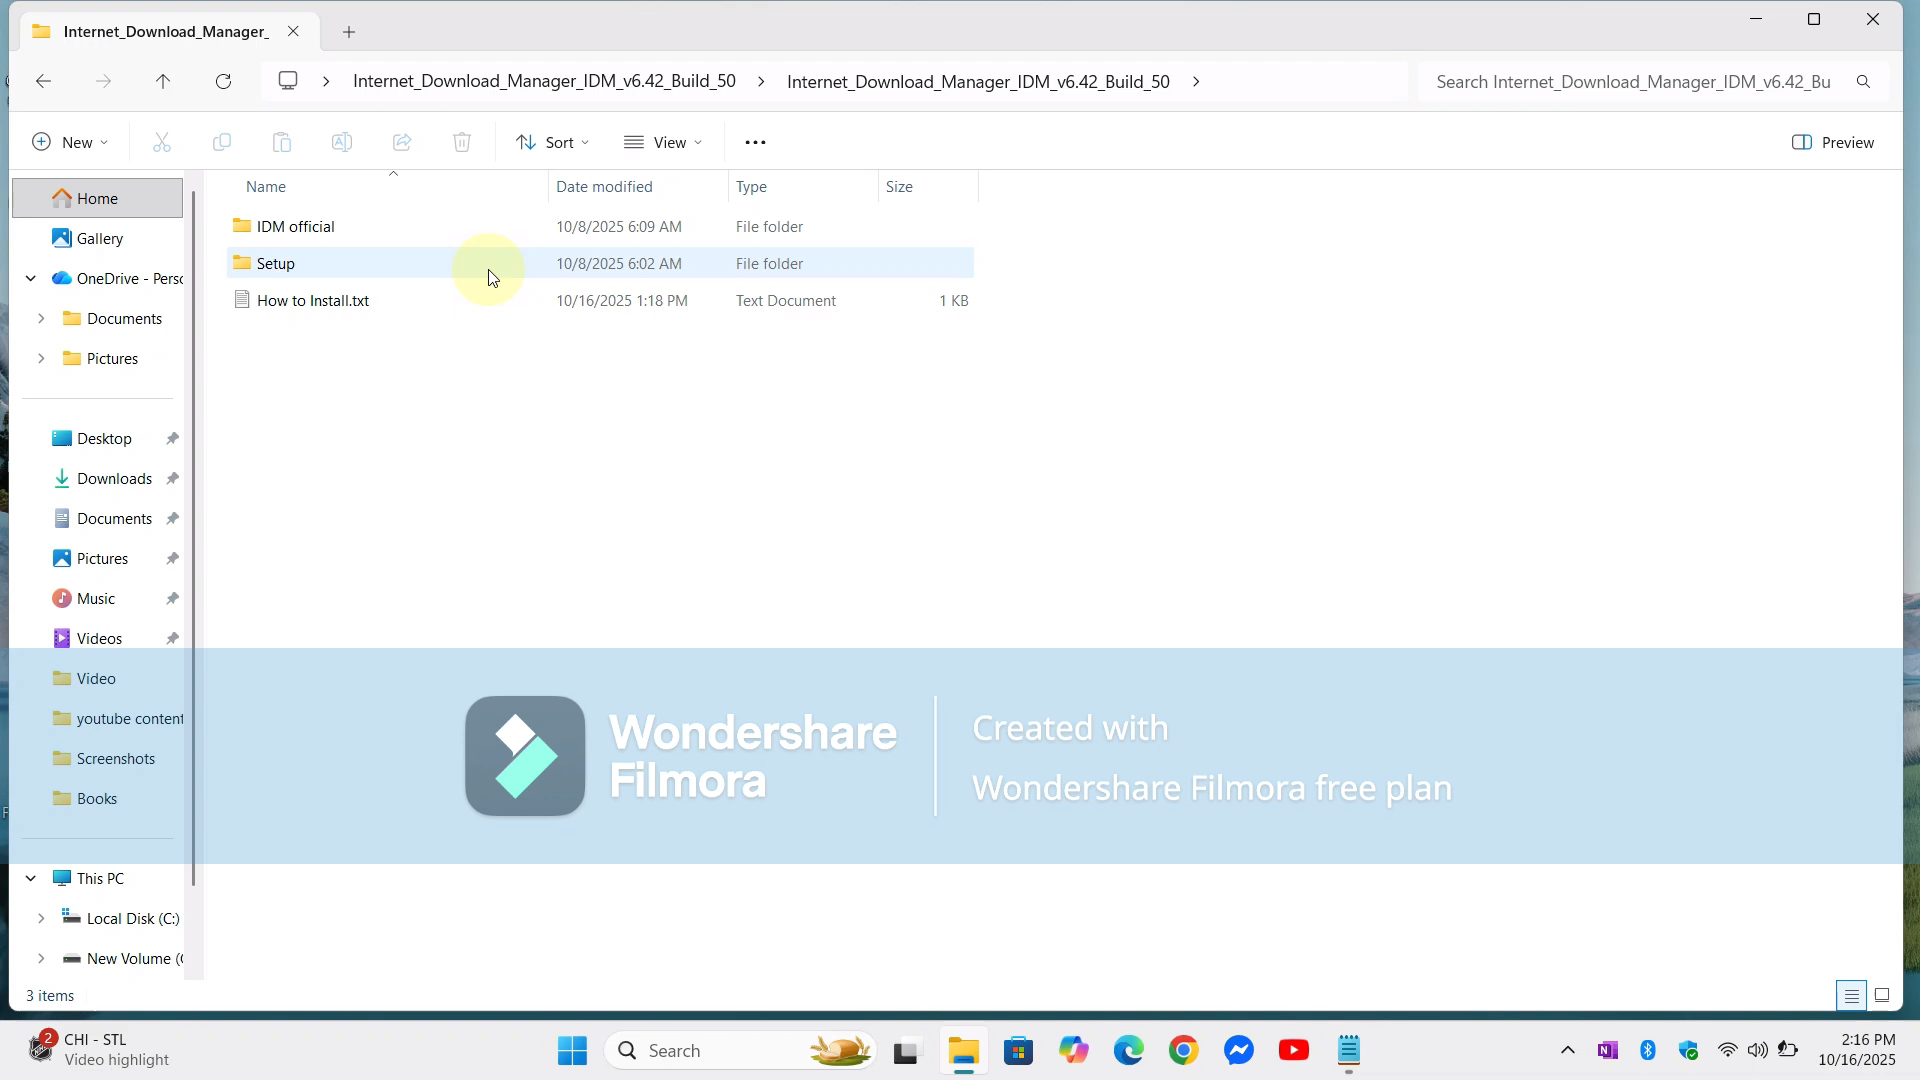 Internet_Download_Manager_
Internet_Download_Manager_IDM_v6.42_Build_50 > Internet_Download_Manager_IDM_v6.42_Build_50 >
Search Internet_Download_Manager_IDM_v6.42_Bu
New
Sort
View
Preview
Name
Date modified
Type
Size
IDM official 10/8/2025 6:09 AM File folder
Setup 10/8/2025 6:02 AM File folder
How to Install.txt 10/16/2025 1:18 PM Text Document 1 KB
Home
Gallery
OneDrive - Perso
Documents
Pictures
Desktop
Downloads
Documents
Pictures
Music
Videos
Video
youtube content
Screenshots
Books
This PC
Local Disk (C:)
New Volume (
Wondershare
Filmora
Created with
Wondershare Filmora free plan
3 items
2
CHI - STL
Video highlight
Search
2:16 PM
10/16/2025